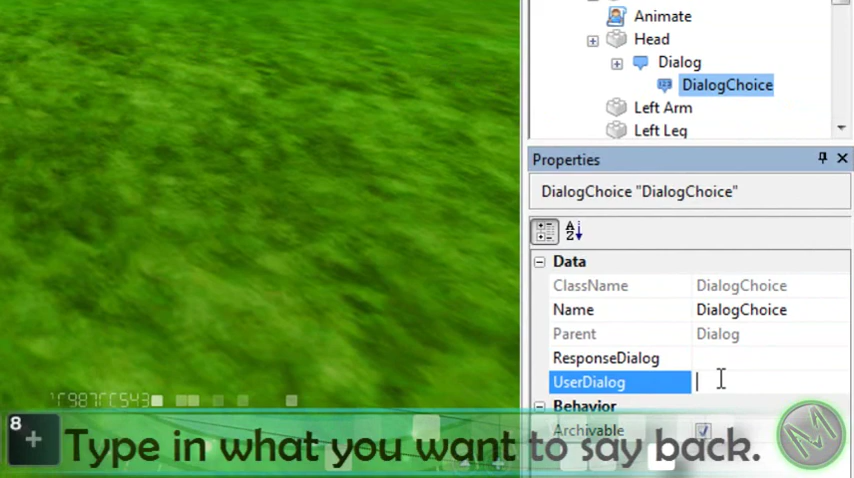 Animate
Head
Dialog
DialogChoice
Left Arm
Left Leg
Properties
DialogChoice "DialogChoice"
Data
ClassName DialogChoice
Name DialogChoice
Parent Dialog
ResponseDialog
UserDialog
Behavior
Archivable
8
+ Type in what you want to say back.